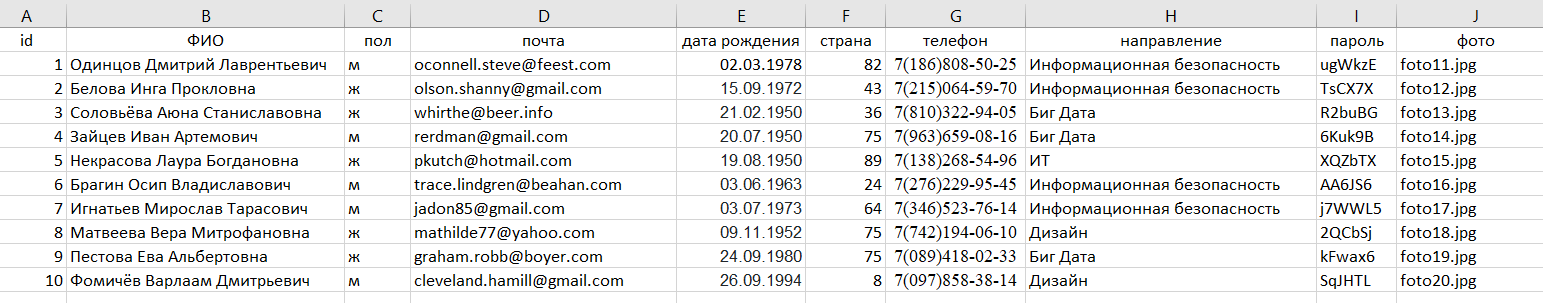 A B C D E F G H I J
id ФИО пол почта дата рождения страна телефон направление пароль фото
1 Одинцов Дмитрий Лаврентьевич м oconnell.steve@feest.com 02.03.1978 82 7(186)808-50-25 Информационная безопасность ugWkzE foto11.jpg
2 Белова Инга Прокловна ж olson.shanny@gmail.com 15.09.1972 43 7(215)064-59-70 Информационная безопасность TsCX7X foto12.jpg
3 Соловьёва Аюна Станиславовна ж whirthe@beer.info 21.02.1950 36 7(810)322-94-05 Биг Дата R2buBG foto13.jpg
4 Зайцев Иван Артемович м rerdman@gmail.com 20.07.1950 75 7(963)659-08-16 Биг Дата 6Kuk9B foto14.jpg
5 Некрасова Лаура Богдановна ж pkutch@hotmail.com 19.08.1950 89 7(138)268-54-96 ИТ XQZbTX foto15.jpg
6 Брагин Осип Владиславович м trace.lindgren@beahan.com 03.06.1963 24 7(276)229-95-45 Информационная безопасность AA6JS6 foto16.jpg
7 Игнатьев Мирослав Тарасович м jadon85@gmail.com 03.07.1973 64 7(346)523-76-14 Информационная безопасность j7WWL5 foto17.jpg
8 Матвеева Вера Митрофановна ж mathilde77@yahoo.com 09.11.1952 75 7(742)194-06-10 Дизайн 2QCbSj foto18.jpg
9 Пестова Ева Альбертовна ж graham.robb@boyer.com 24.09.1980 75 7(089)418-02-33 Биг Дата kFwax6 foto19.jpg
10 Фомичёв Варлаам Дмитрьевич м cleveland.hamill@gmail.com 26.09.1994 8 7(097)858-38-14 Дизайн SqJHTL foto20.jpg